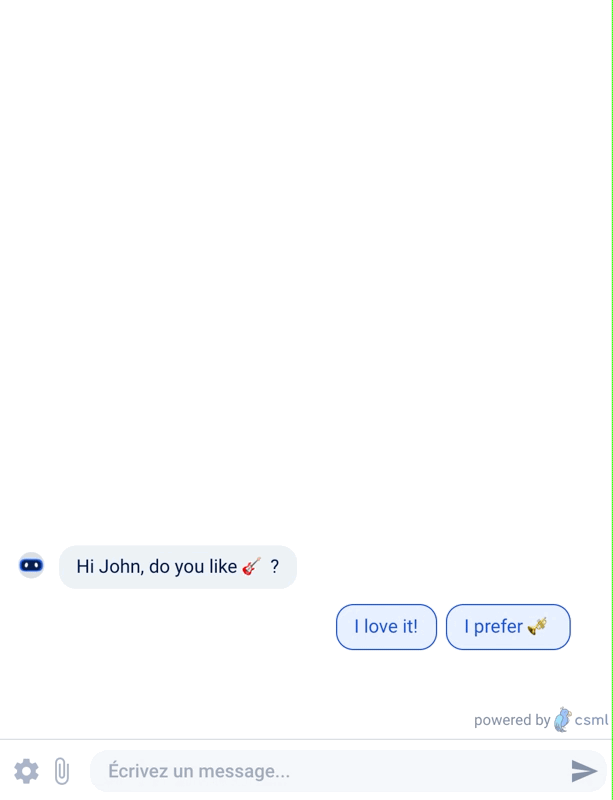 Hi John, do you like 🎸 ?
I love it!
I prefer 🎺
powered by csml
Écrivez un message...